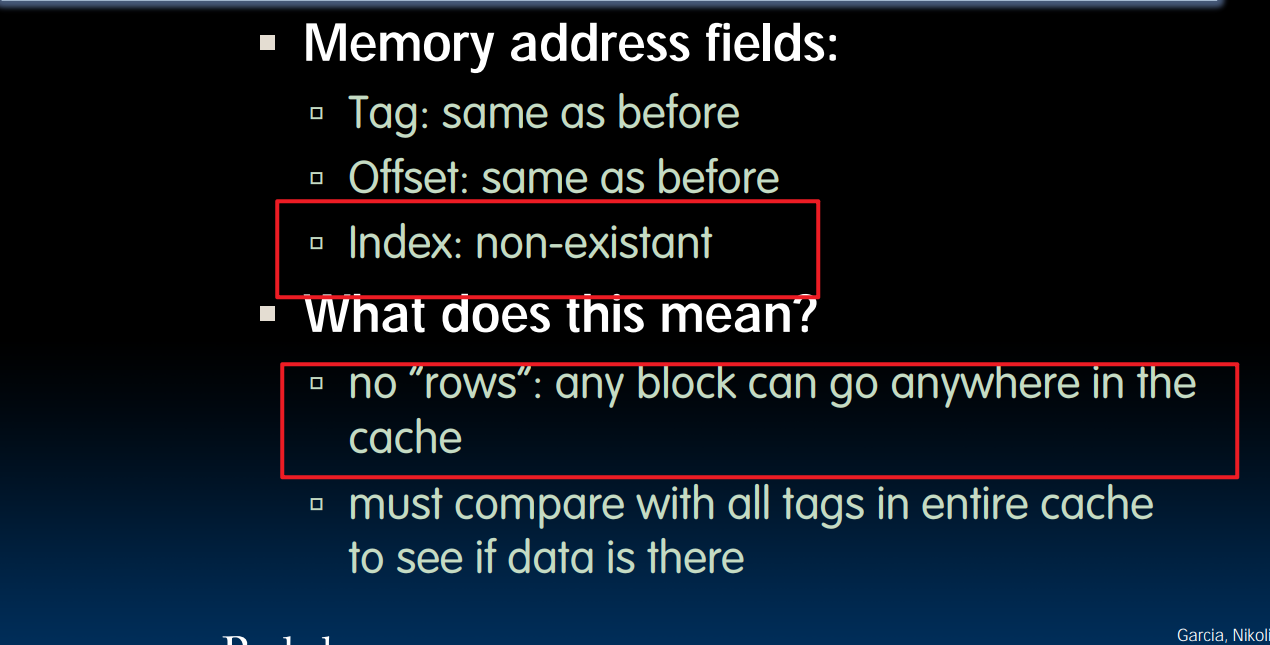 Memory address fields:
Tag: same as before
Offset: same as before
Index: non-existant
What does this mean?
no "rows": any block can go anywhere in the
cache
must compare with all tags in entire cache
to see if data is there
Garcia, Nikoli